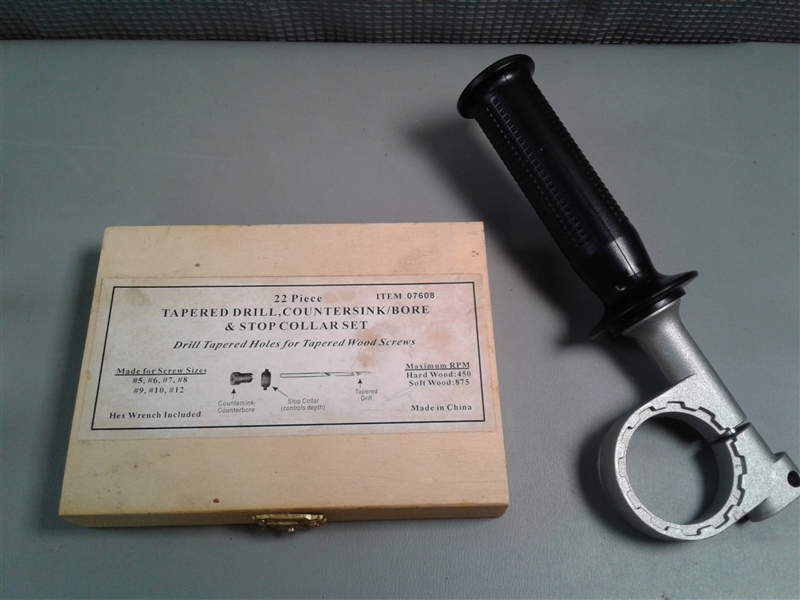 22 Piece ITEM 07608
TAPERED DRILL, COUNTERSINK/BORE
& STOP COLLAR SET
Drill Tapered Holes for Tapered Wood Screws
Made for Screw Sizes
#5, #6, #7, #8
#9, #10, #12
Hex Wrench Included
Countersink-
Counterbore
Stop Collar
(controls depth)
Tapered
Drill
Maximum RPM
Hard Wood:450
Soft Wood:875
Made in China